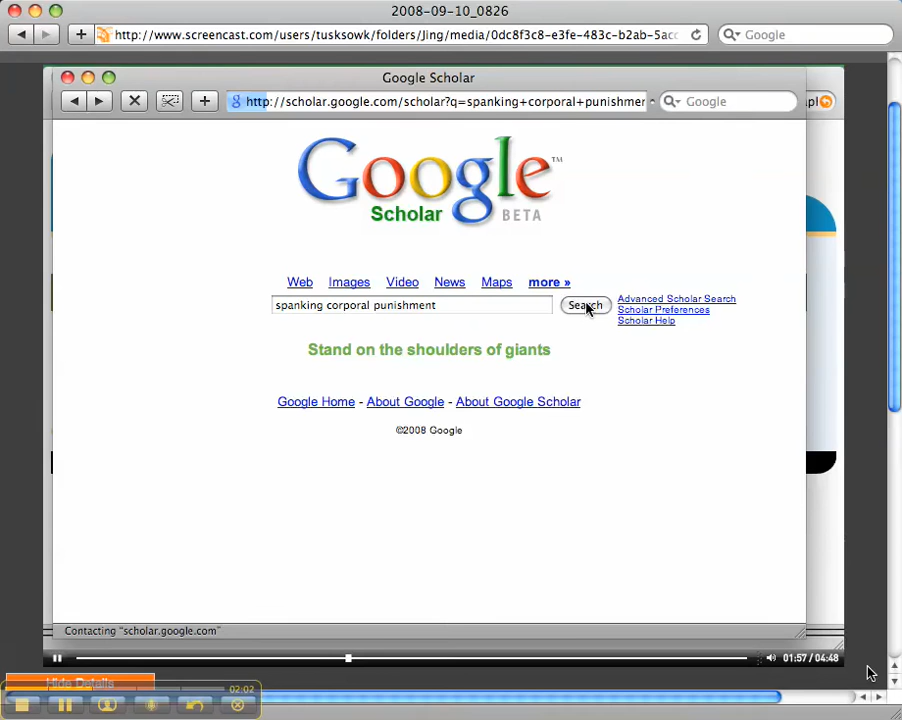 2008-09-10_0826
http://www.screencast.com/users/tusksowk/folders/Jing/media/0dc8f3c8-e3fe-483c-b2ab-5acc
Google
Google Scholar
http://scholar.google.com/scholar?q=spanking+corporal+punishmer
Google
Google™
Scholar BETA
Web Images Video News Maps more »
spanking corporal punishment
Search
Advanced Scholar Search
Scholar Preferences
Scholar Help
Stand on the shoulders of giants
Google Home - About Google - About Google Scholar
©2008 Google
Contacting "scholar.google.com"
01:57 / 04:48
Hide Details
02:02